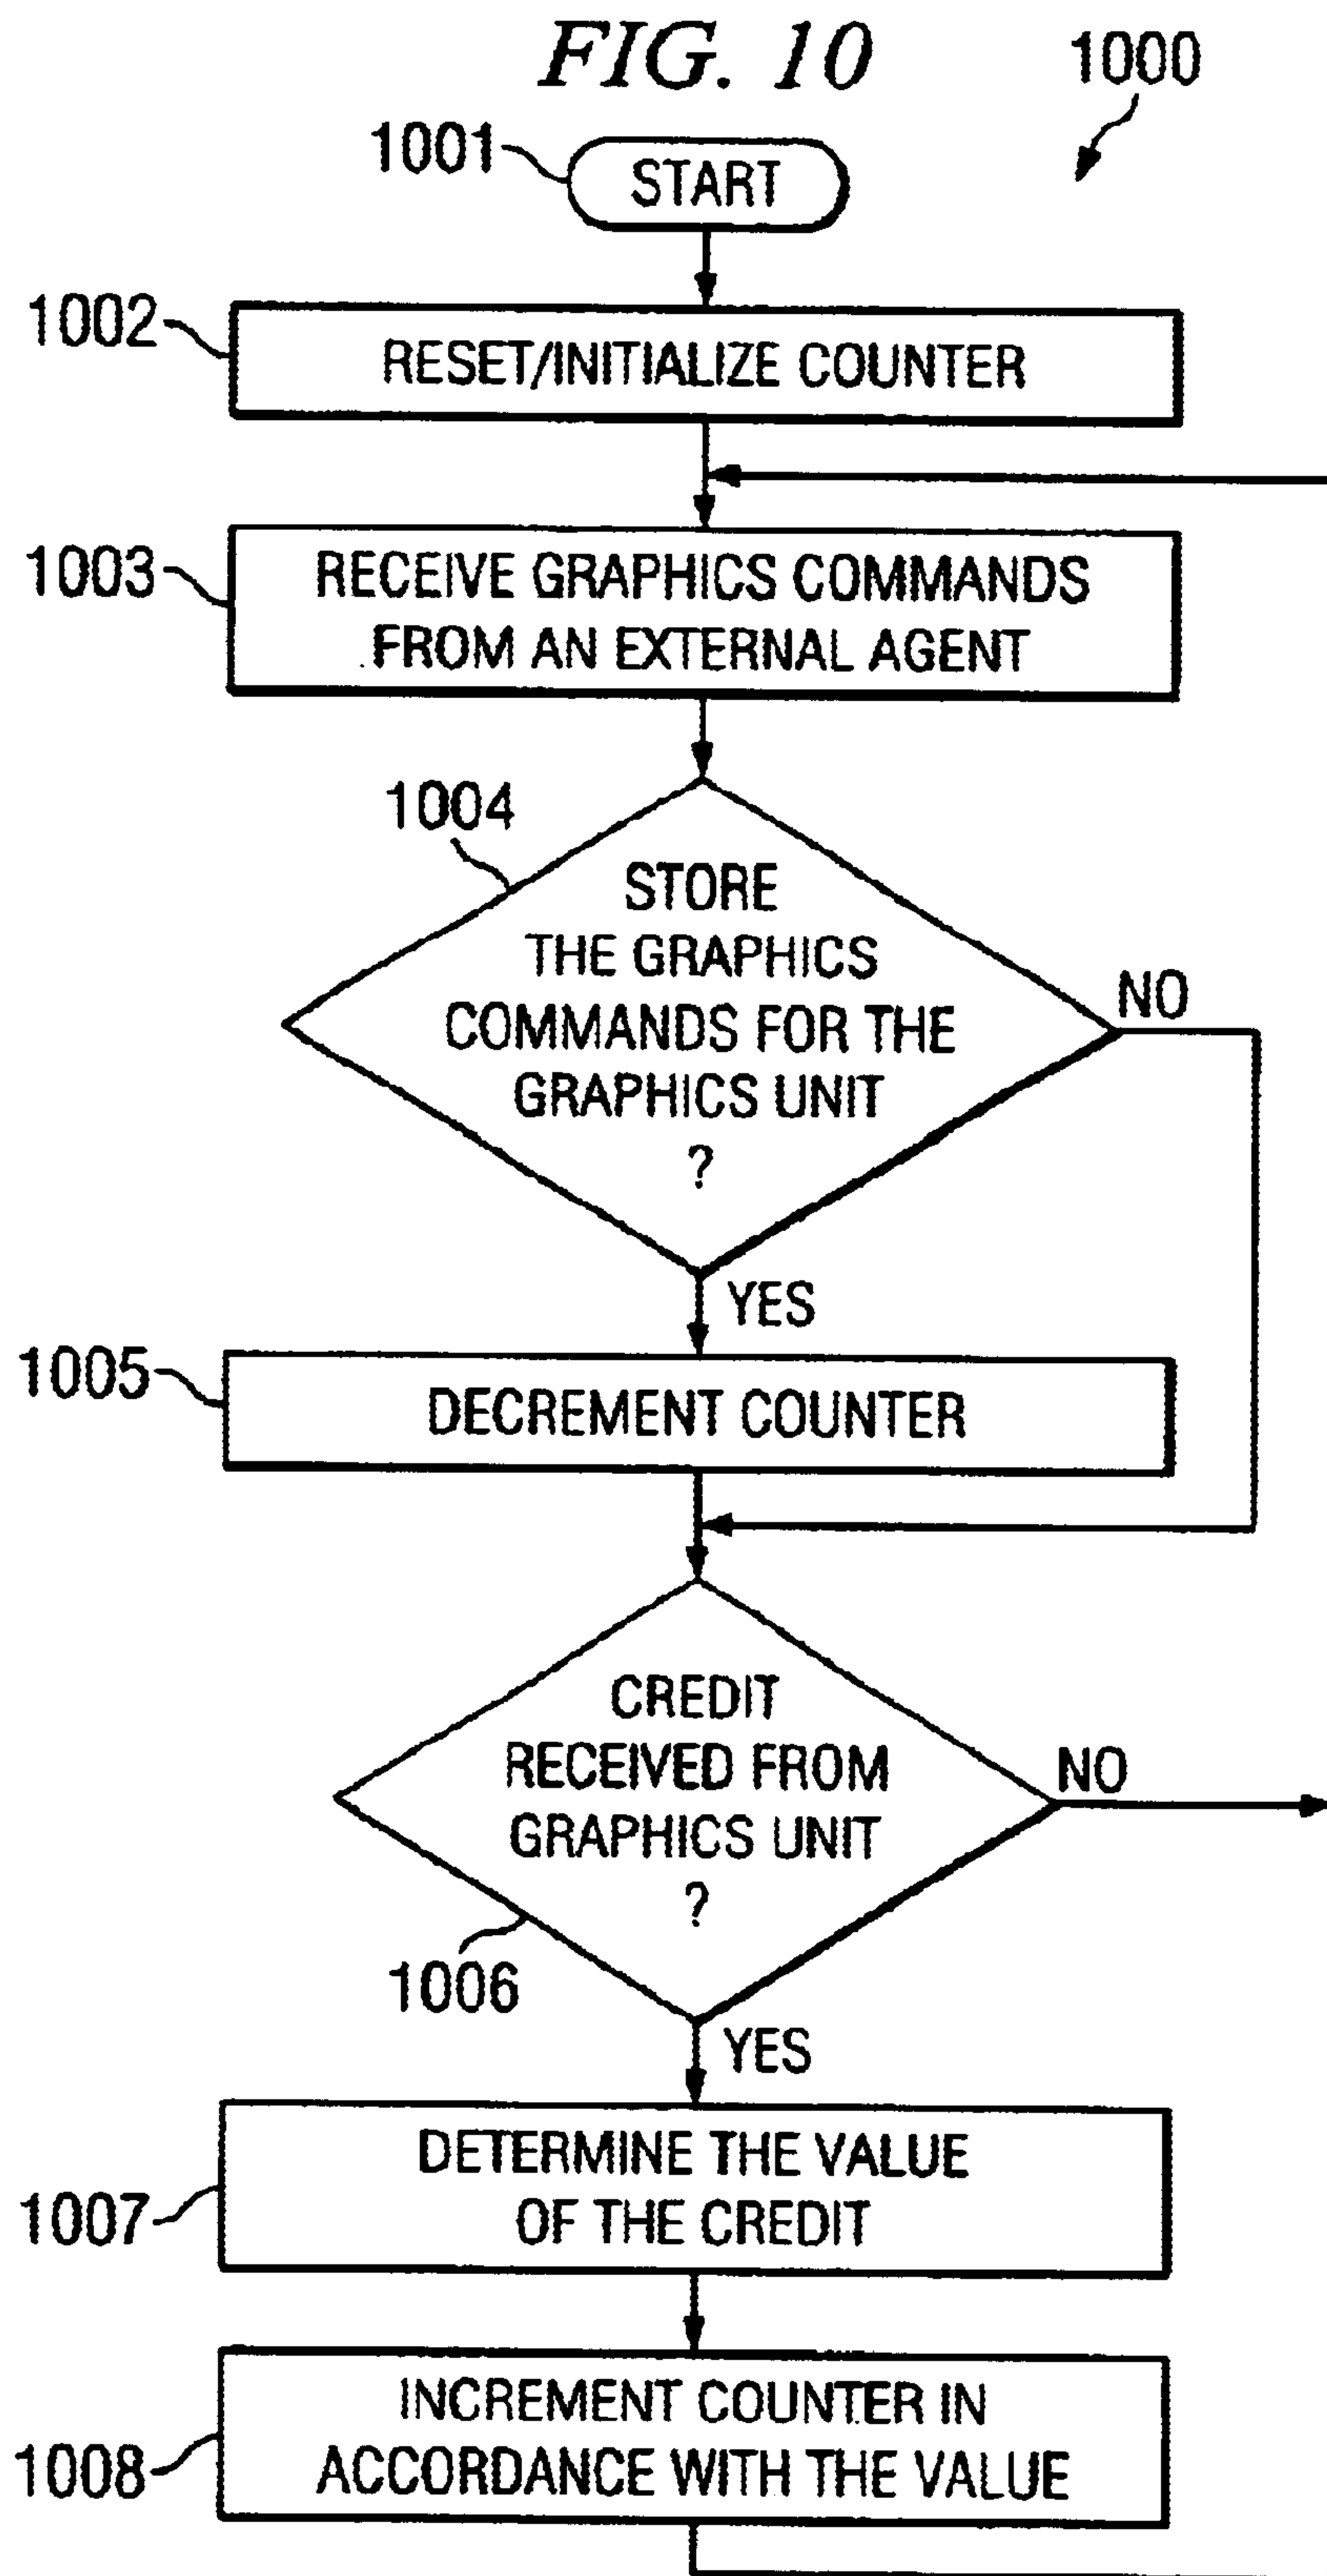 FIG. 10
1000
1001
START
1002
RESET/INITIALIZE COUNTER
1003
RECEIVE GRAPHICS COMMANDS
FROM AN EXTERNAL AGENT
1004
STORE
THE GRAPHICS
COMMANDS FOR THE
GRAPHICS UNIT
?
NO
YES
1005
DECREMENT COUNTER
CREDIT
RECEIVED FROM
GRAPHICS UNIT
?
NO
1006
YES
1007
DETERMINE THE VALUE
OF THE CREDIT
1008
INCREMENT COUNTER IN
ACCORDANCE WITH THE VALUE